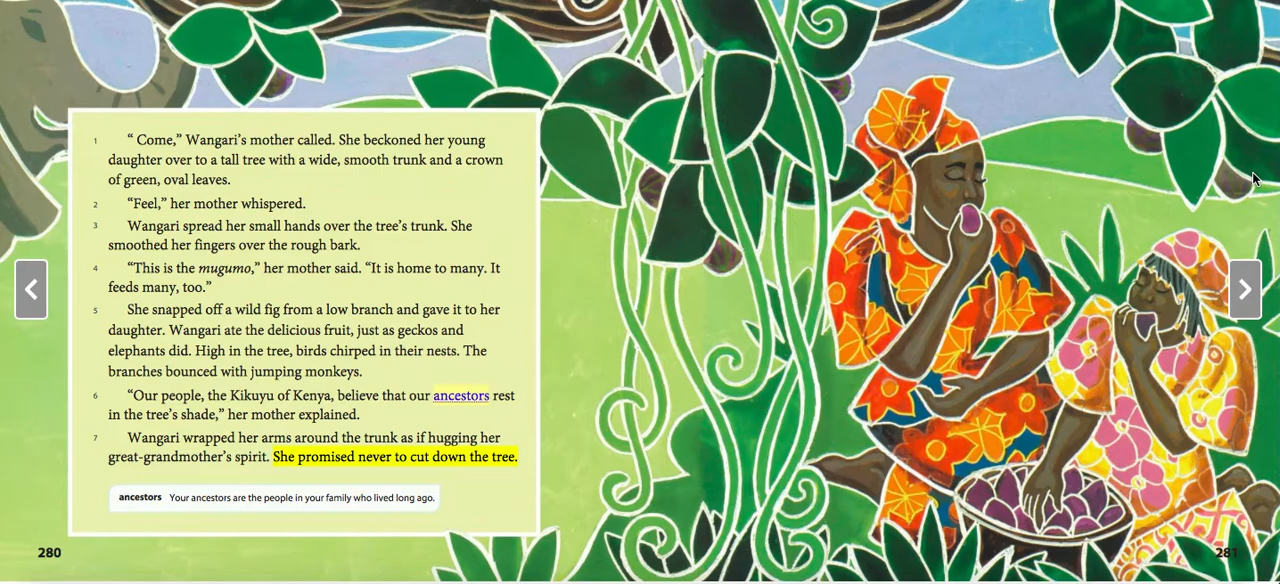 1 “ Come,” Wangari’s mother called. She beckoned her young
daughter over to a tall tree with a wide, smooth trunk and a crown
of green, oval leaves.
2 “Feel,” her mother whispered.
3 Wangari spread her small hands over the tree’s trunk. She
smoothed her fingers over the rough bark.
4 “This is the mugumo,” her mother said. “It is home to many. It
feeds many, too.”
5 She snapped off a wild fig from a low branch and gave it to her
daughter. Wangari ate the delicious fruit, just as geckos and
elephants did. High in the tree, birds chirped in their nests. The
branches bounced with jumping monkeys.
6 “Our people, the Kikuyu of Kenya, believe that our ancestors rest
in the tree’s shade,” her mother explained.
7 Wangari wrapped her arms around the trunk as if hugging her
great-grandmother’s spirit. She promised never to cut down the tree.
ancestors Your ancestors are the people in your family who lived long ago.
280
281